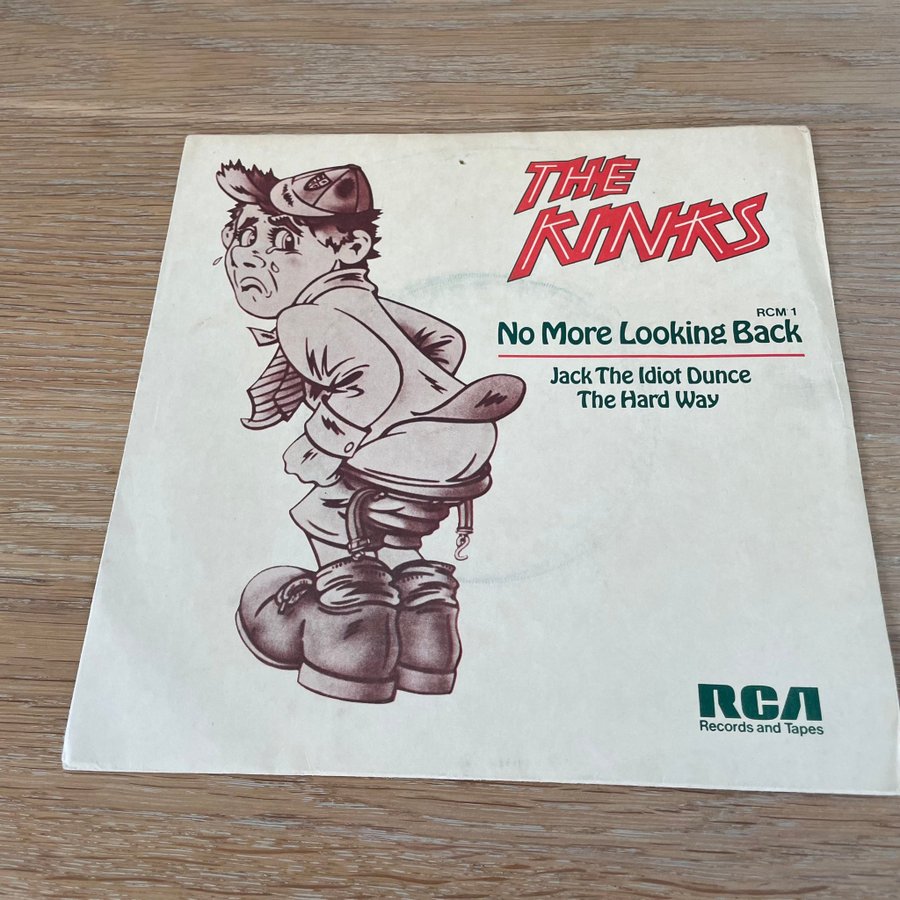 THE
KINKS
RCM 1
No More Looking Back
Jack The Idiot Dunce
The Hard Way
RCA
Records and Tapes